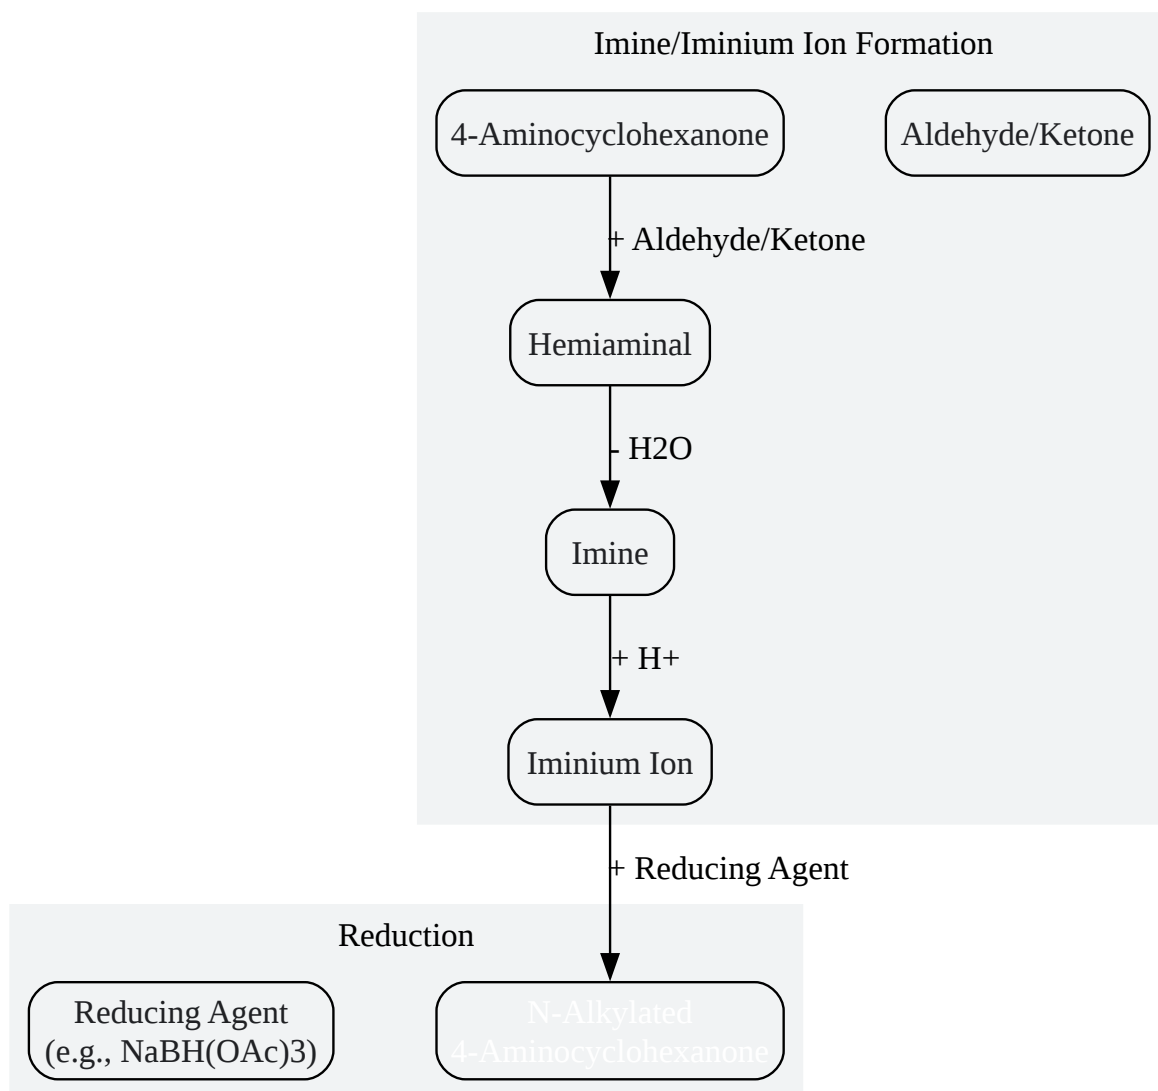 Imine/Iminium Ion Formation
4-Aminocyclohexanone
Aldehyde/Ketone
+ Aldehyde/Ketone
Hemiaminal
- H2O
Imine
+ H+
Iminium Ion
+ Reducing Agent
Reduction
Reducing Agent
(e.g., NaBH(OAc)3)
N-Alkylated
4-Aminocyclohexanone